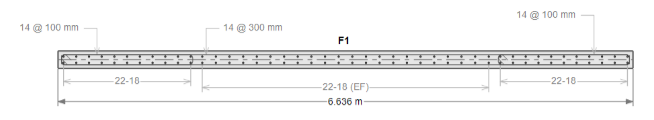 14 @ 100 mm
14 @ 100 mm
14 @ 300 mm
F1
22-18
22-18 (EF)
22-18
6.636 m